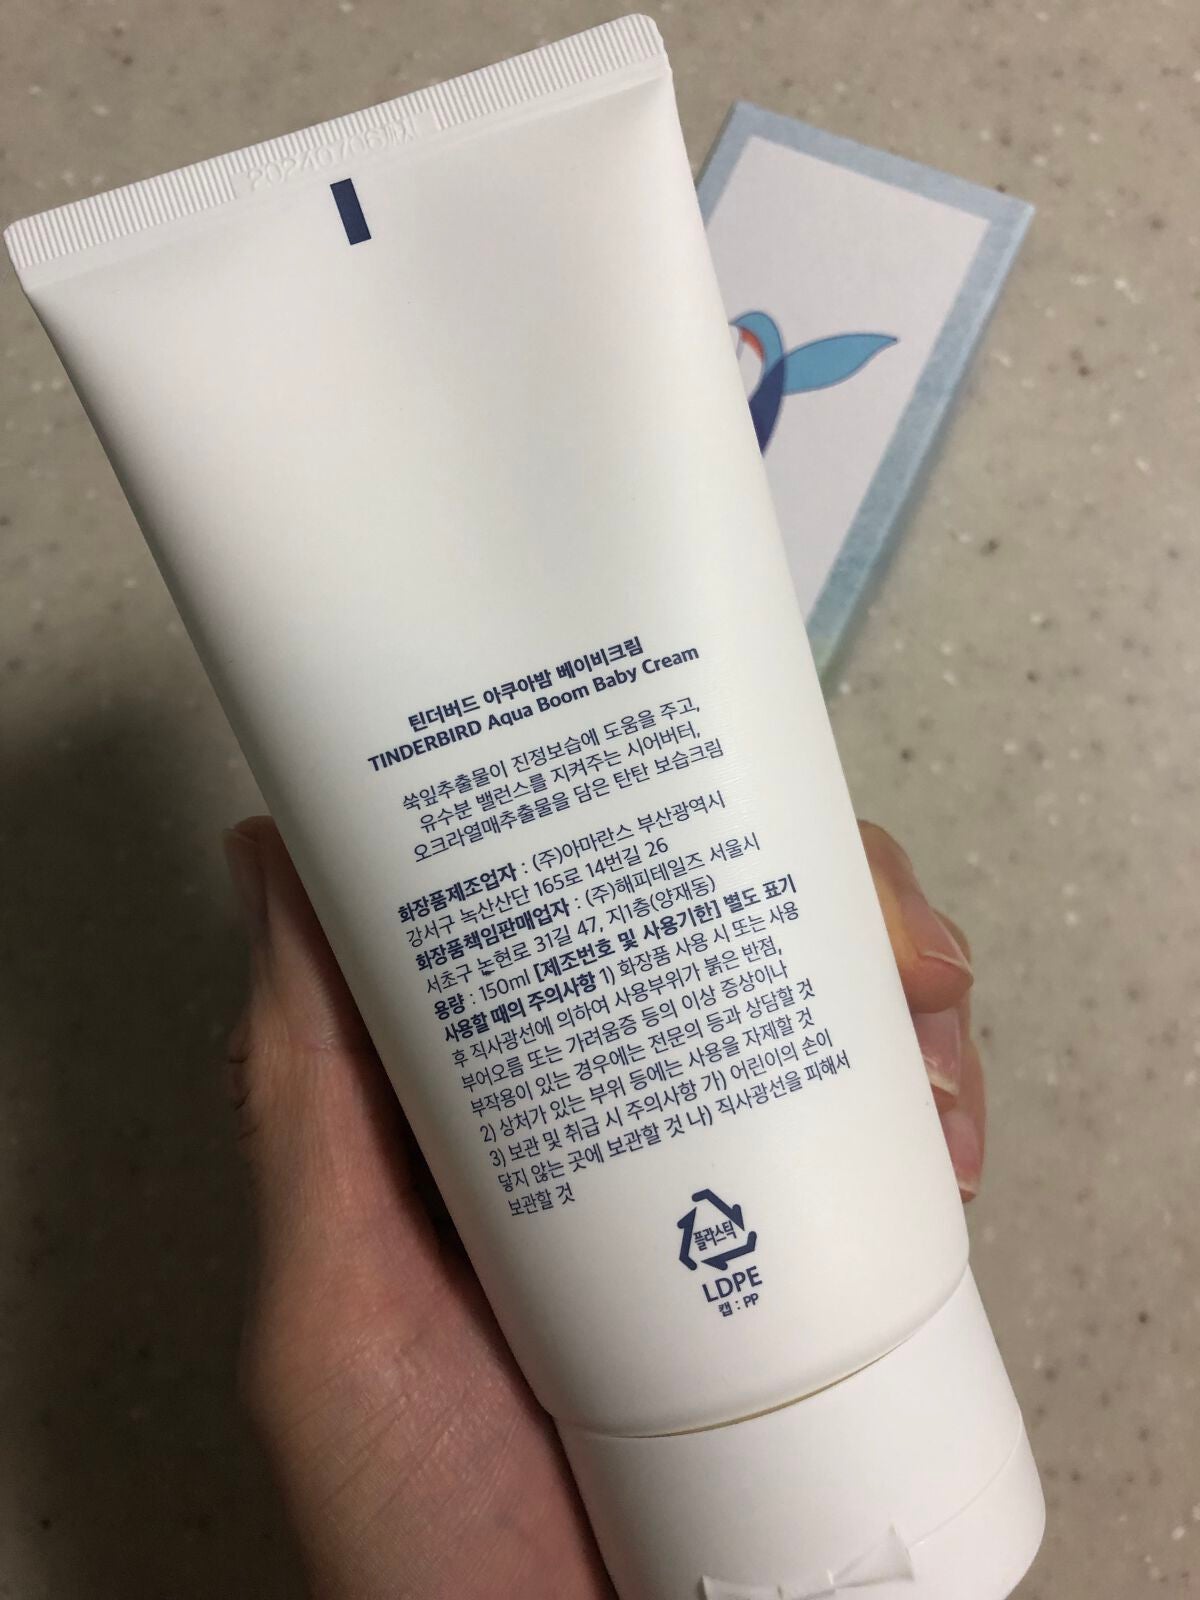 틴더버드 아쿠아밤 베이비크림
TINDERBIRD Aqua Boom Baby Cream
쑥잎추출물이 진정보습에 도움을 주고,
유수분 밸런스를 지켜주는 시어버터,
오크라열매추출물을 담은 탄탄 보습크림
화장품제조업자 : (주)아마란스 부산광역시
강서구 녹산산단 165로 14번길 26
화장품책임판매업자 : (주)해피테일즈 서울시
서초구 논현로 31길 47, 지1층(양재동)
용량 : 150ml [제조번호 및 사용기한] 별도 표기
사용할 때의 주의사항 1) 화장품 사용 시 또는 사용
후 직사광선에 의하여 사용부위가 붉은 반점,
부어오름 또는 가려움증 등의 이상 증상이나
부작용이 있는 경우에는 전문의 등과 상담할 것
2) 상처가 있는 부위 등에는 사용을 자제할 것
3) 보관 및 취급 시 주의사항 가) 어린이의 손이
닿지 않는 곳에 보관할 것 나) 직사광선을 피해서
보관할 것
플라스틱
LDPE
캡 : PP